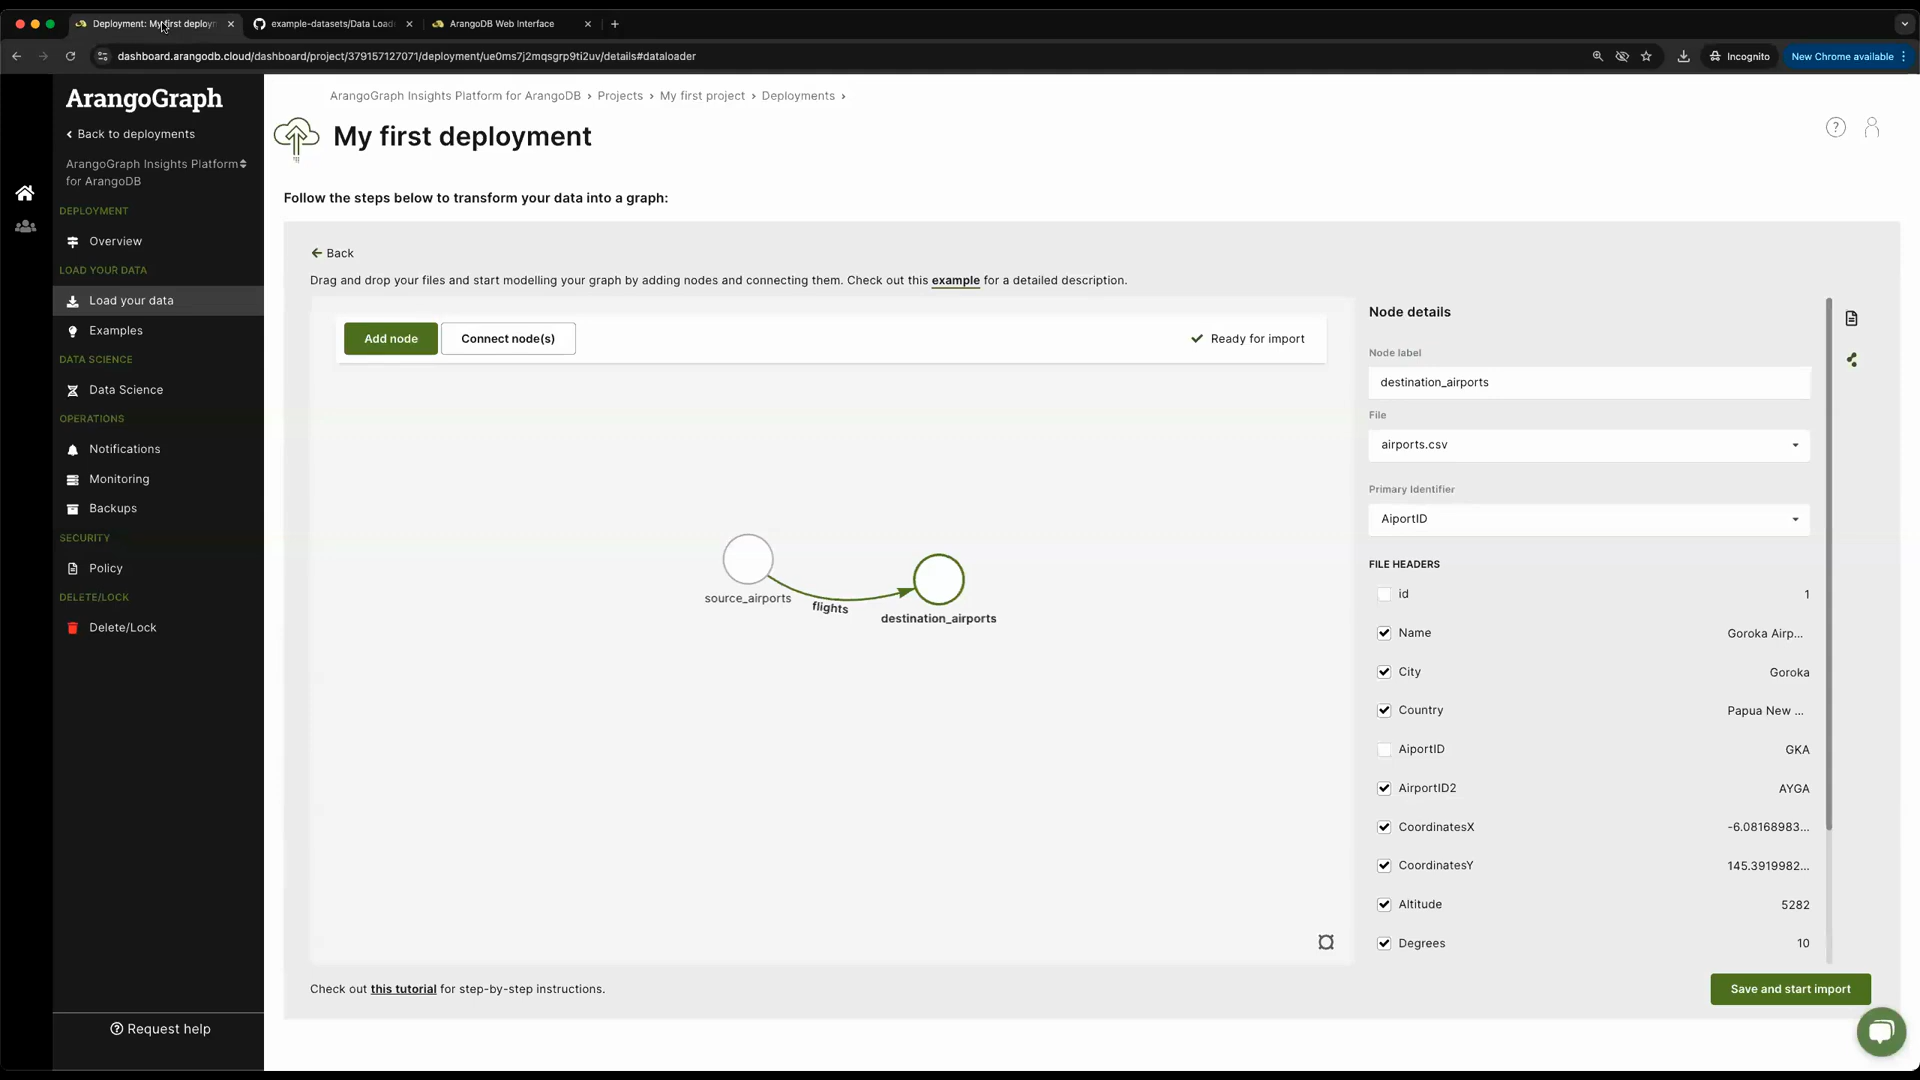 Deployment: My first deploym
example-datasets/Data Load
ArangoDB Web Interface
dashboard.arangodb.cloud/dashboard/project/379157127071/deployment/ue0ms7j2mqsgrp9ti2uv/details#dataloader
Incognito
New Chrome available
ArangoGraph
Back to deployments
ArangoGraph Insights Platform
for ArangoDB
DEPLOYMENT
Overview
LOAD YOUR DATA
Load your data
Examples
DATA SCIENCE
Data Science
OPERATIONS
Notifications
Monitoring
Backups
SECURITY
Policy
DELETE/LOCK
Delete/Lock
Request help
ArangoGraph Insights Platform for ArangoDB › Projects › My first project › Deployments ›
My first deployment
Follow the steps below to transform your data into a graph:
Back
Drag and drop your files and start modelling your graph by adding nodes and connecting them. Check out this example for a detailed description.
Add node
Connect node(s)
Ready for import
source_airports
flights
destination_airports
Check out this tutorial for step-by-step instructions.
Node details
Node label
destination_airports
File
airports.csv
Primary Identifier
AiportID
FILE HEADERS
id 1
Name Goroka Airp...
City Goroka
Country Papua New ...
AiportID GKA
AirportID2 AYGA
CoordinatesX -6.08168983...
CoordinatesY 145.3919982...
Altitude 5282
Degrees 10
Save and start import